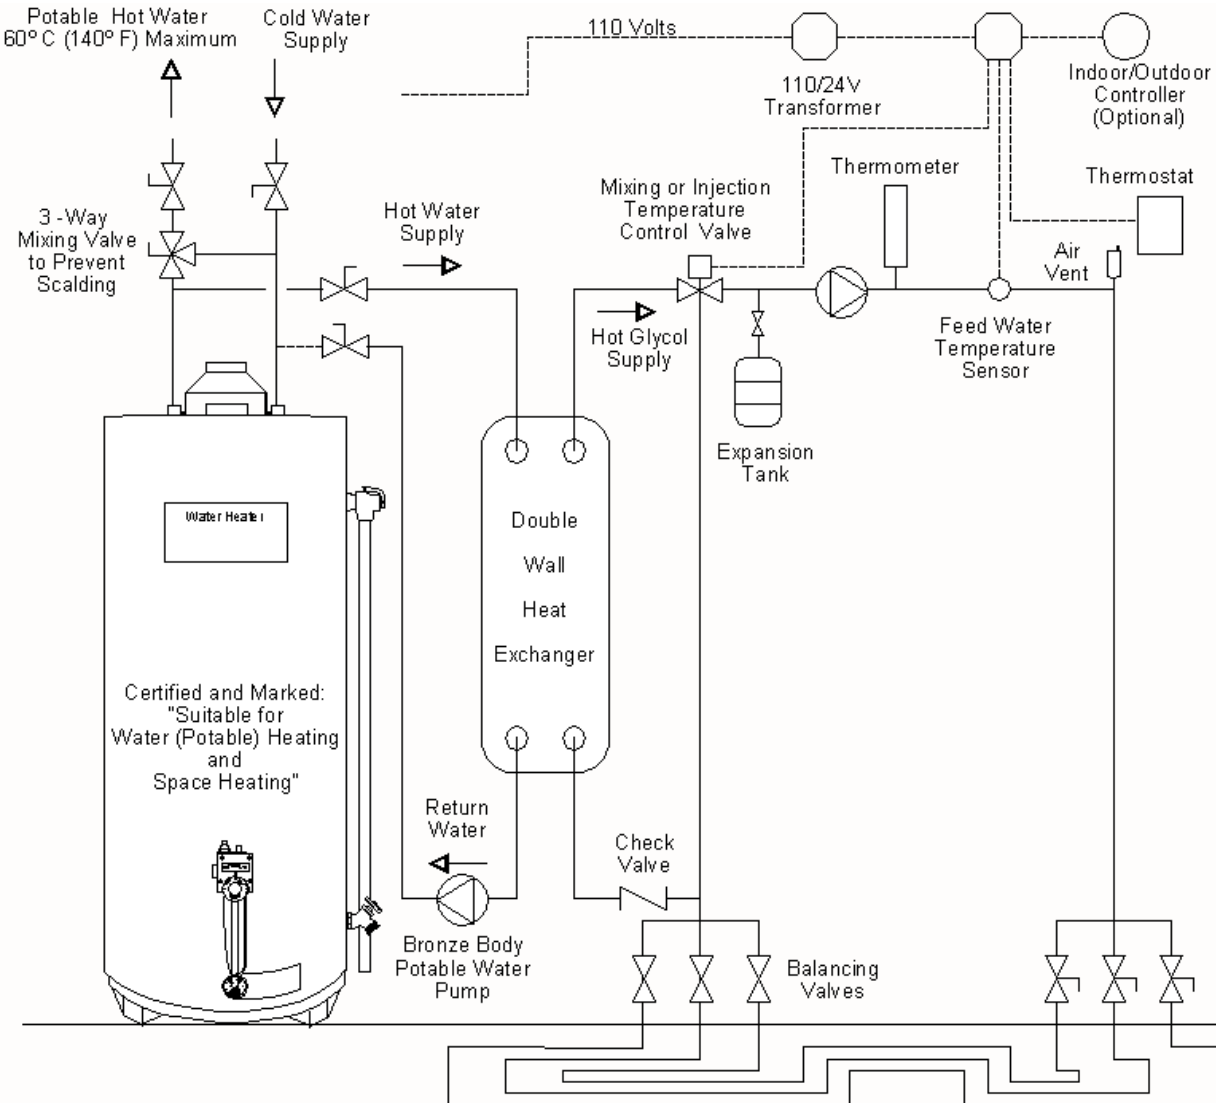 Potable Hot Water
60° C (140° F) Maximum
Cold Water
Supply
110 Volts
110/24V
Transformer
Indoor/Outdoor
Controller
(Optional)
Thermometer
Thermostat
Mixing or Injection
Temperature
Control Valve
3 -Way
Mixing Valve
to Prevent
Scalding
Hot Water
Supply
Air
Vent
Hot Glycol
Supply
Feed Water
Temperature
Sensor
Expansion
Tank
Water Heater
Double
Wall
Heat
Exchanger
Certified and Marked:
"Suitable for
Water (Potable) Heating
and
Space Heating"
Return
Water
Check
Valve
Bronze Body
Potable Water
Pump
Balancing
Valves